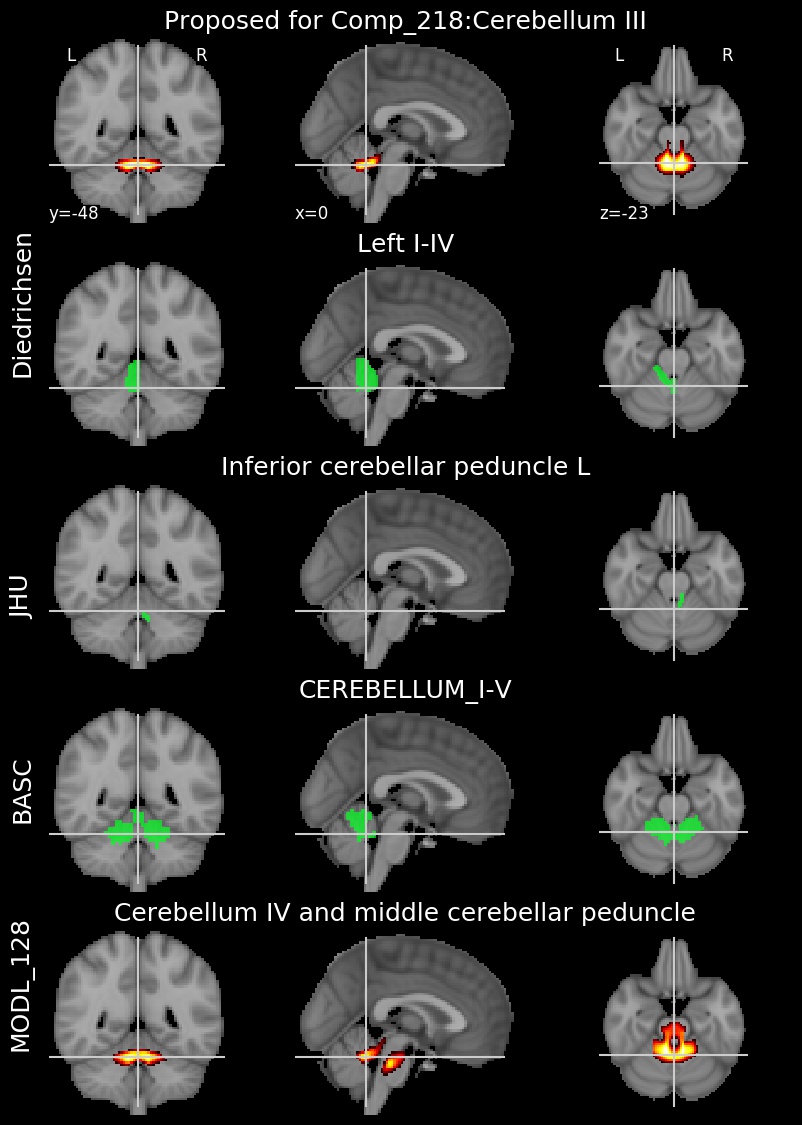 Proposed for Comp_218:Cerebellum III
L
R
L
R
y=-48
x=0
z=-23
Diedrichsen
Left I-IV
JHU
Inferior cerebellar peduncle L
BASC
CEREBELLUM_I-V
MODL_128
Cerebellum IV and middle cerebellar peduncle